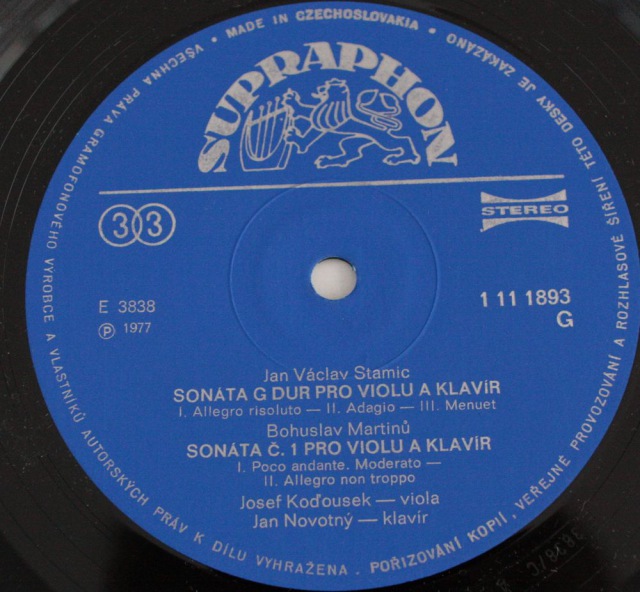 VŠECHNA PRÁVA GRAMOFONOVÉHO VÝROBCE A VLASTNÍKŮ AUTORSKÝCH PRÁV K DÍLU VYHRAŽENA. POŘIZOVÁNÍ KOPIÍ, VEŘEJNÉ PROVOZOVÁNÍ A ROZHLASOVÉ ŠÍŘENÍ TÉTO DESKY JE ZAKÁZÁNO • MADE IN CZECHOSLOVAKIA •
SUPRAPHON
33
STEREO
E 3838
Ⓟ 1977
1 11 1893
G
Jan Václav Stamic
SONÁTA G DUR PRO VIOLU A KLAVÍR
I. Allegro risoluto — II. Adagio — III. Menuet
Bohuslav Martinů
SONÁTA Č. 1 PRO VIOLU A KLAVÍR
I. Poco andante. Moderato —
II. Allegro non troppo
Josef Koďousek — viola
Jan Novotný — klavír